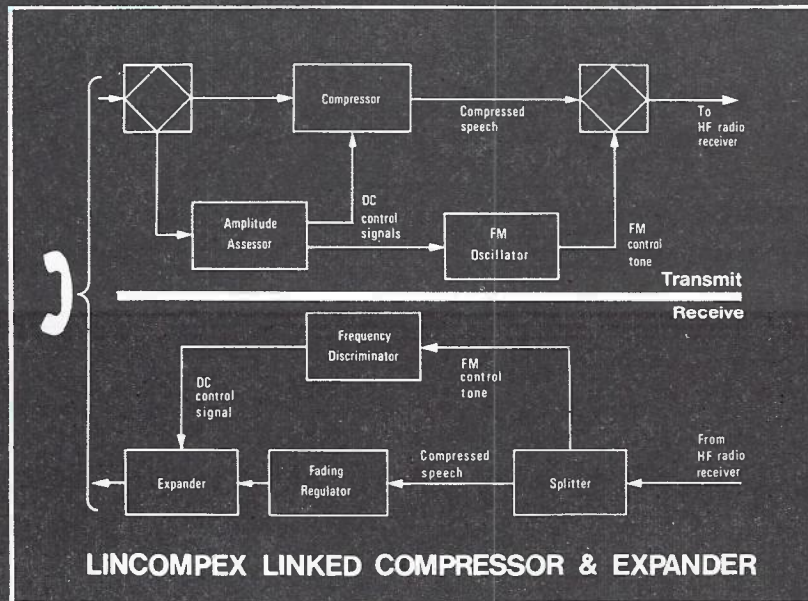 Compressor
Compressed
speech
To
HF radio
receiver
Amplitude
Assessor
DC
control
signals
FM
Oscillator
FM
control
tone
Transmit
Receive
Frequency
Discriminator
DC
control
signal
FM
control
tone
Expander
Fading
Regulator
Compressed
speech
Splitter
From
HF radio
receiver
LINCOMPEX LINKED COMPRESSOR & EXPANDER